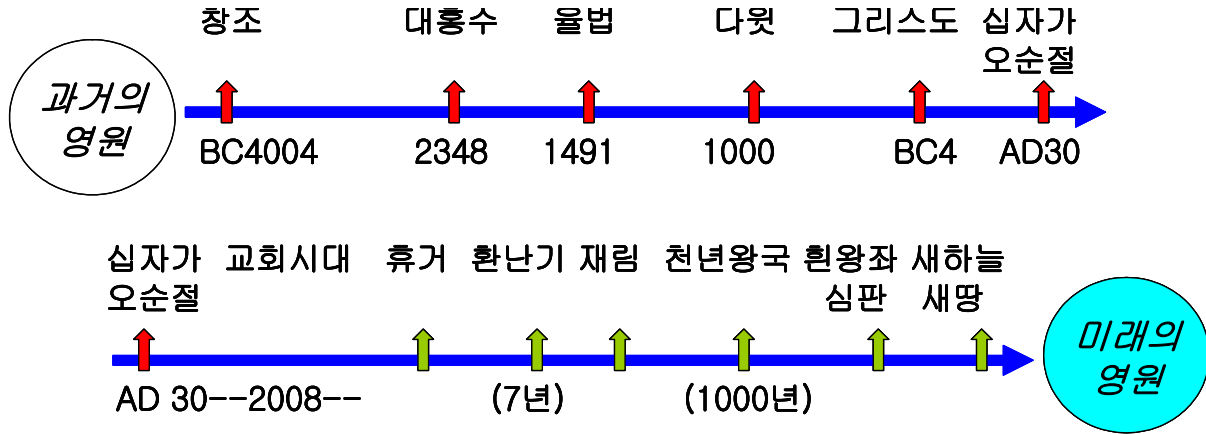 창조 대홍수 율법 다윗 그리스도 십자가
오순절
과거의
영원
BC4004 2348 1491 1000 BC4 AD30
십자가 교회시대 휴거 환난기 재림 천년왕국 흰왕좌 새하늘
오순절 심판 새땅
미래의
영원
AD 30--2008-- (7년) (1000년)